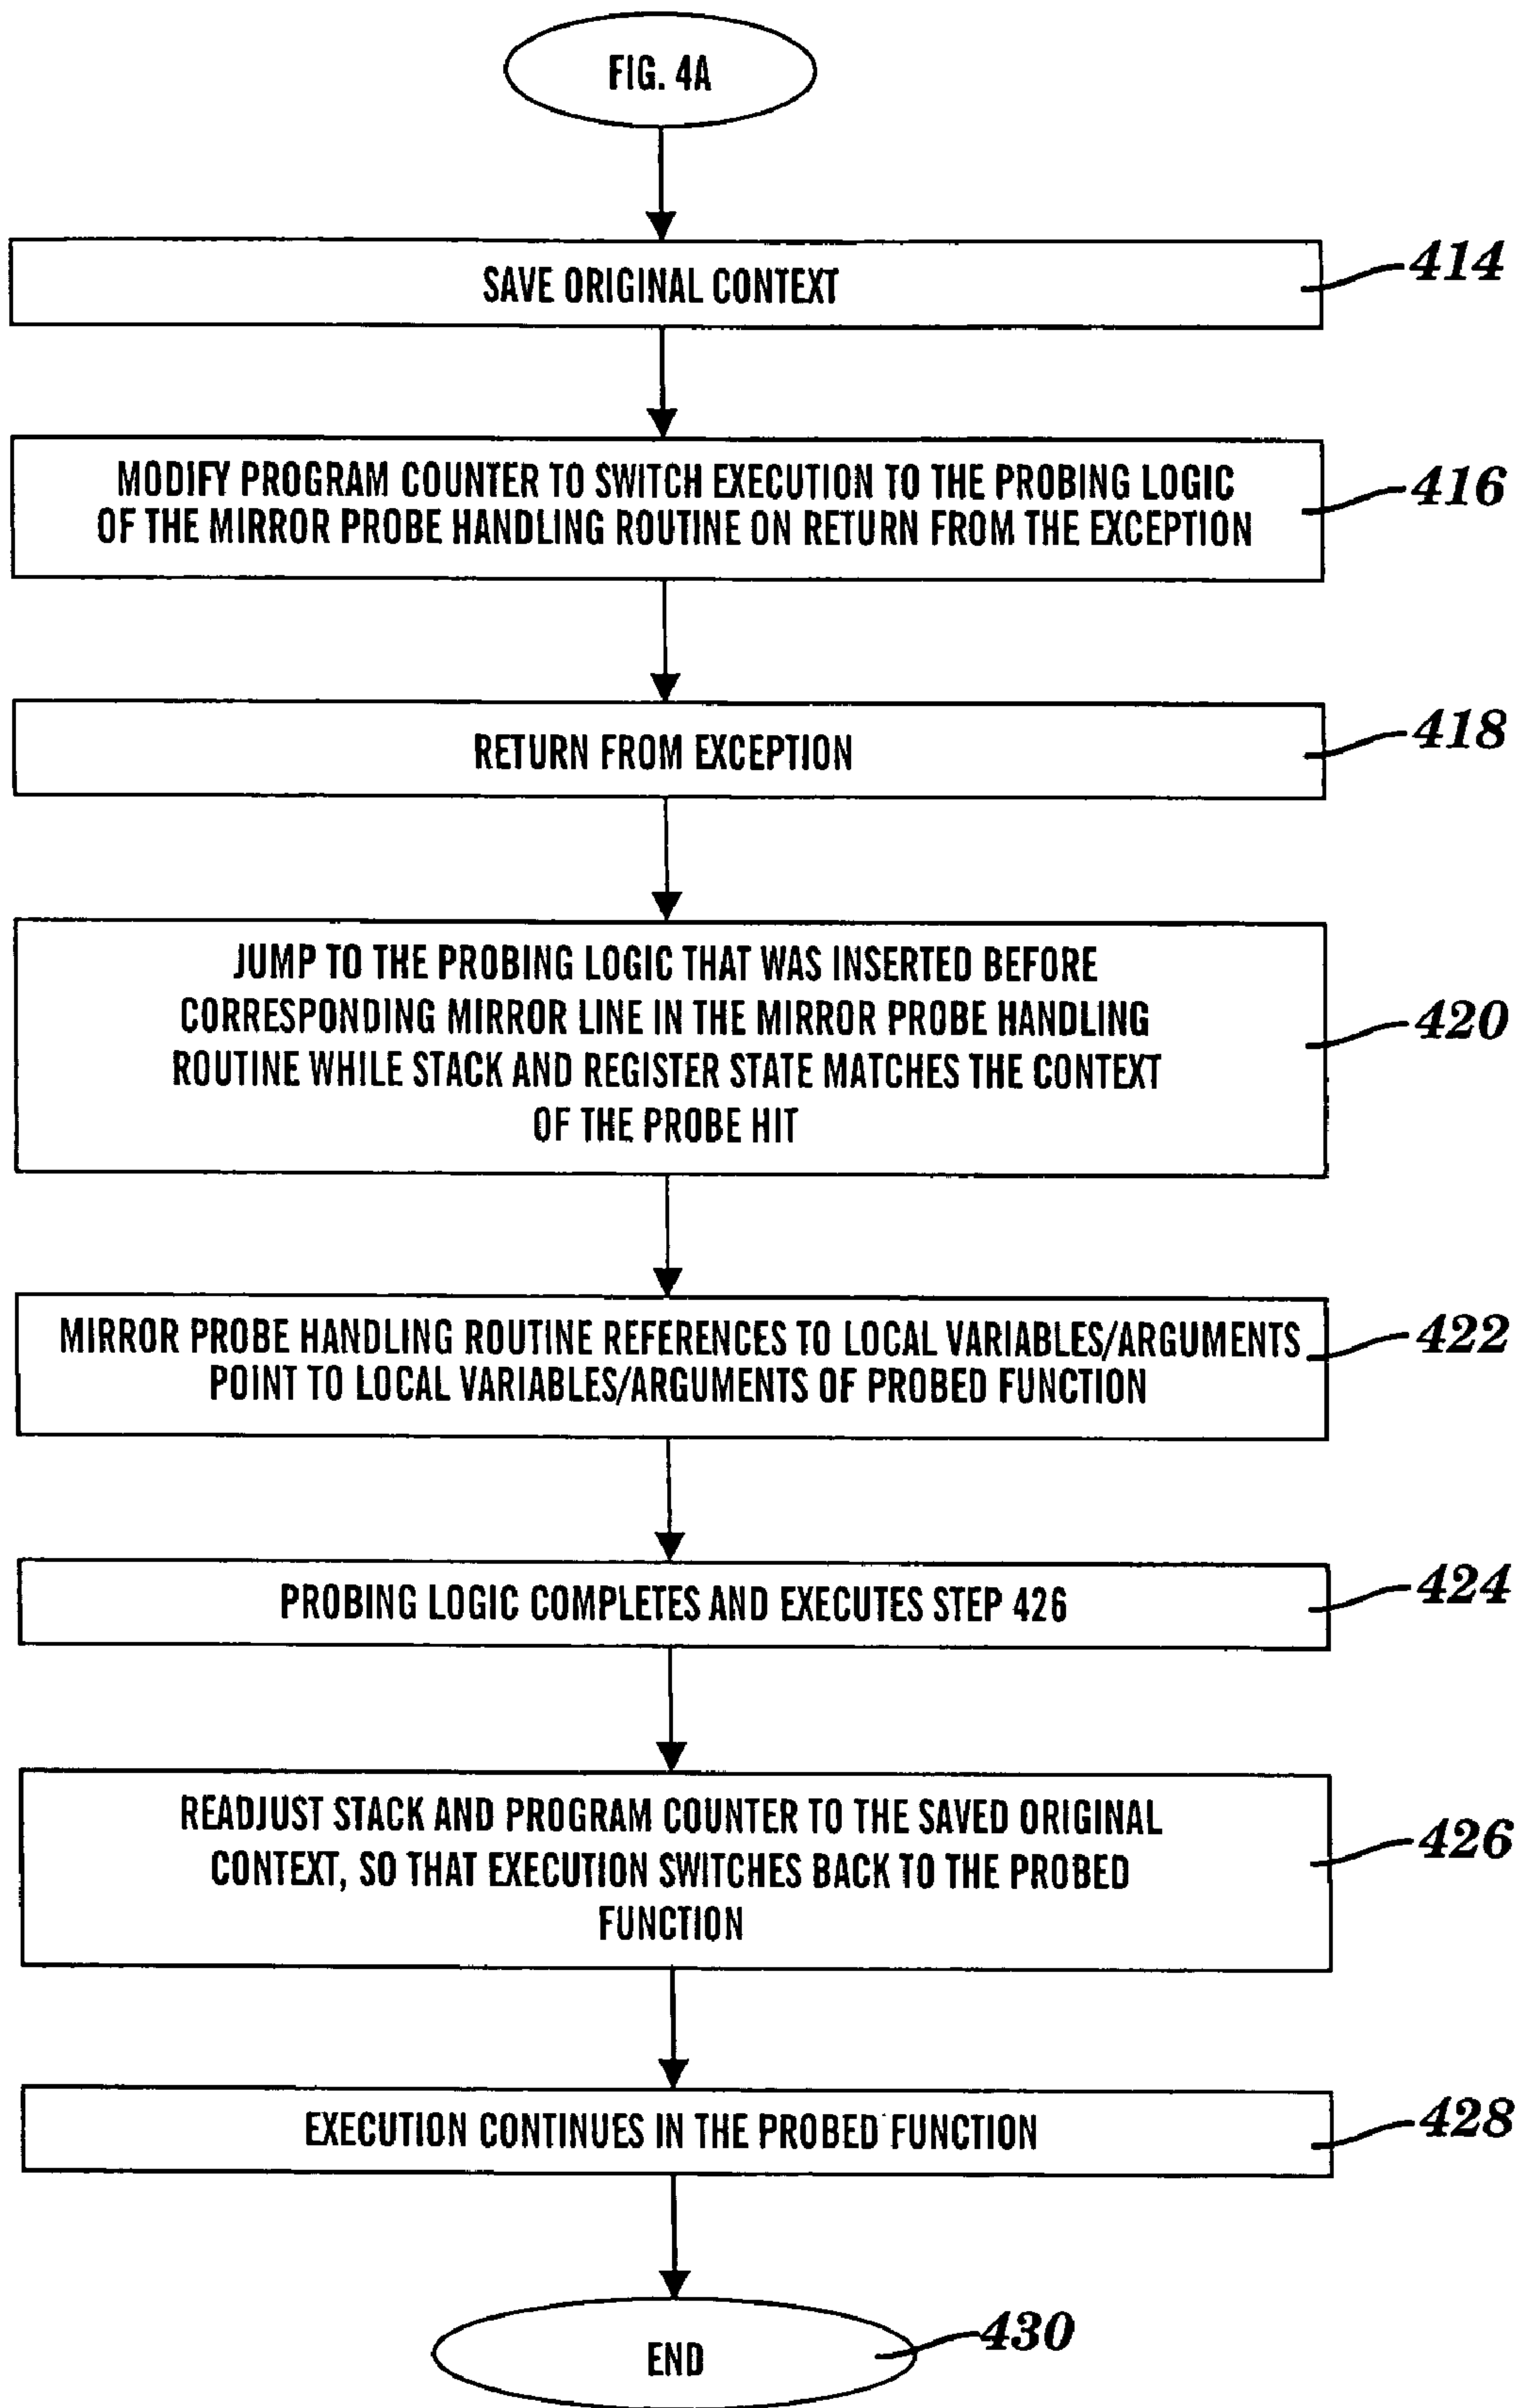 FIG. 4A
SAVE ORIGINAL CONTEXT
414
MODIFY PROGRAM COUNTER TO SWITCH EXECUTION TO THE PROBING LOGIC
OF THE MIRROR PROBE HANDLING ROUTINE ON RETURN FROM THE EXCEPTION
416
RETURN FROM EXCEPTION
418
JUMP TO THE PROBING LOGIC THAT WAS INSERTED BEFORE
CORRESPONDING MIRROR LINE IN THE MIRROR PROBE HANDLING
ROUTINE WHILE STACK AND REGISTER STATE MATCHES THE CONTEXT
OF THE PROBE HIT
420
MIRROR PROBE HANDLING ROUTINE REFERENCES TO LOCAL VARIABLES/ARGUMENTS
POINT TO LOCAL VARIABLES/ARGUMENTS OF PROBED FUNCTION
422
PROBING LOGIC COMPLETES AND EXECUTES STEP 426
424
READJUST STACK AND PROGRAM COUNTER TO THE SAVED ORIGINAL
CONTEXT, SO THAT EXECUTION SWITCHES BACK TO THE PROBED
FUNCTION
426
EXECUTION CONTINUES IN THE PROBED FUNCTION
428
END
430